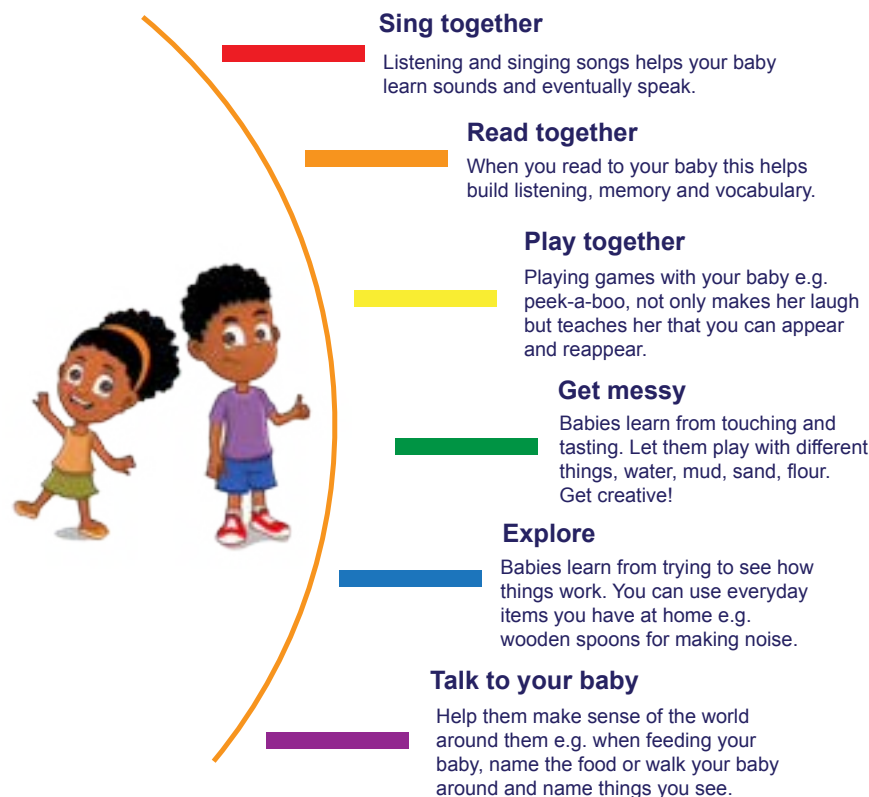 Sing together
Listening and singing songs helps your baby
learn sounds and eventually speak.
Read together
When you read to your baby this helps
build listening, memory and vocabulary.
Play together
Playing games with your baby e.g.
peek-a-boo, not only makes her laugh
but teaches her that you can appear
and reappear.
Get messy
Babies learn from touching and
tasting. Let them play with different
things, water, mud, sand, flour.
Get creative!
Explore
Babies learn from trying to see how
things work. You can use everyday
items you have at home e.g.
wooden spoons for making noise.
Talk to your baby
Help them make sense of the world
around them e.g. when feeding your
baby, name the food or walk your baby
around and name things you see.